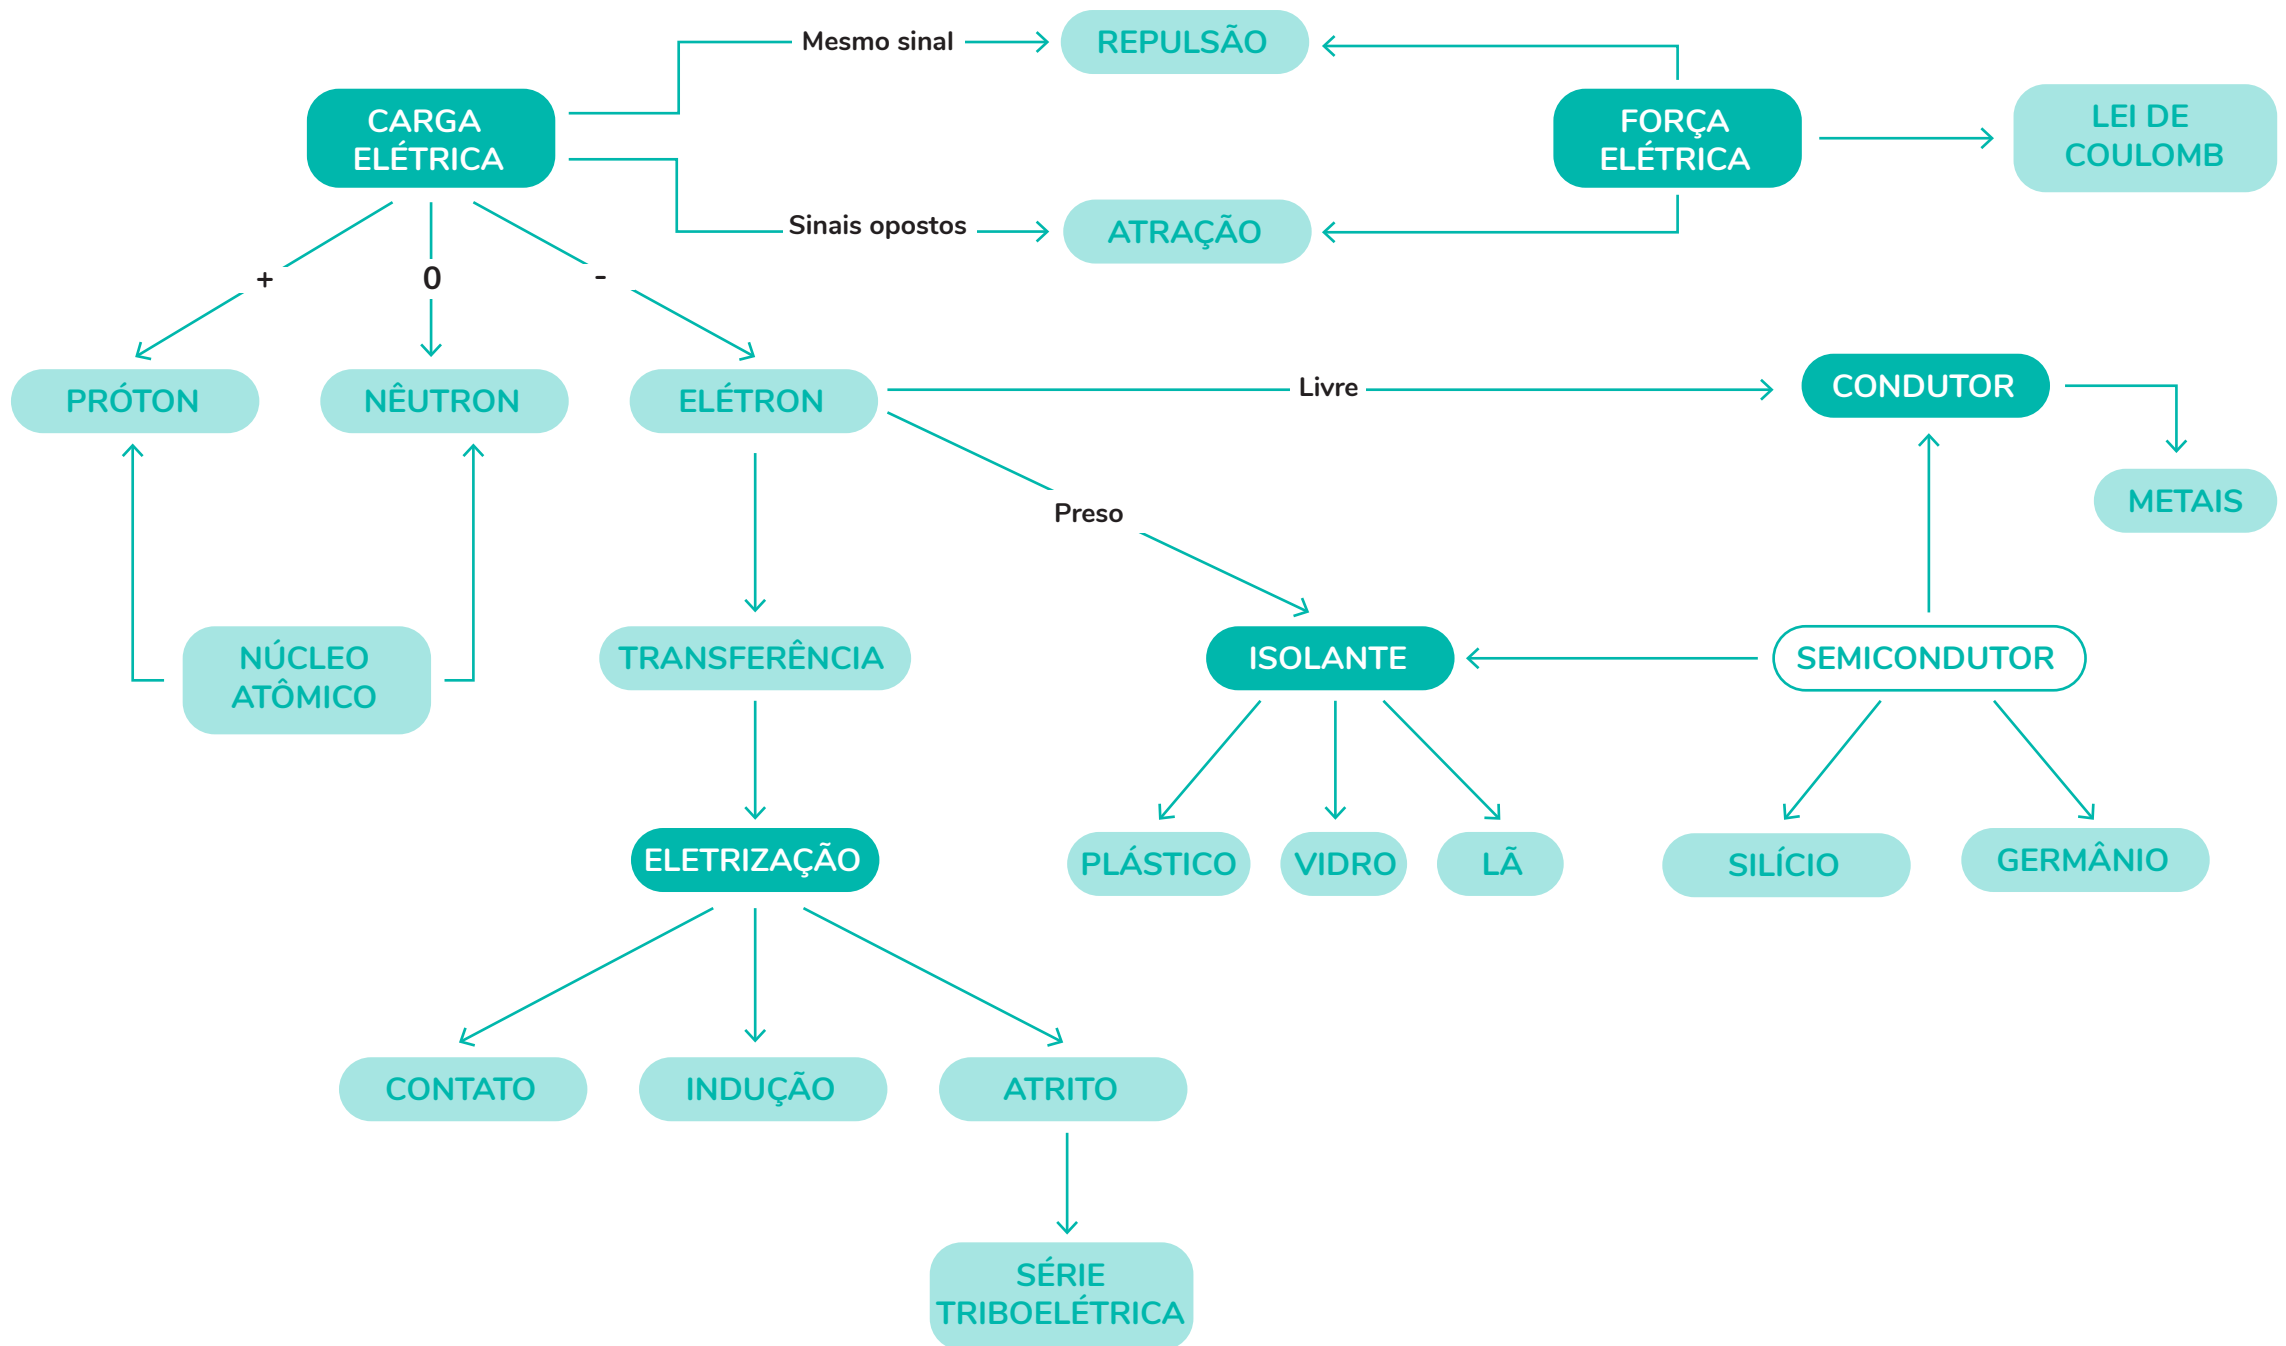 Mesmo sinal
REPULSÃO
CARGA
ELÉTRICA
FORÇA
ELÉTRICA
LEI DE
COULOMB
Sinais opostos
ATRAÇÃO
+
0
-
PRÓTON
NÊUTRON
ELÉTRON
Livre
CONDUTOR
METAIS
Preso
NÚCLEO
ATÔMICO
TRANSFERÊNCIA
ISOLANTE
SEMICONDUTOR
ELETRIZAÇÃO
PLÁSTICO
VIDRO
LÃ
SILÍCIO
GERMÂNIO
CONTATO
INDUÇÃO
ATRITO
SÉRIE
TRIBOELÉTRICA